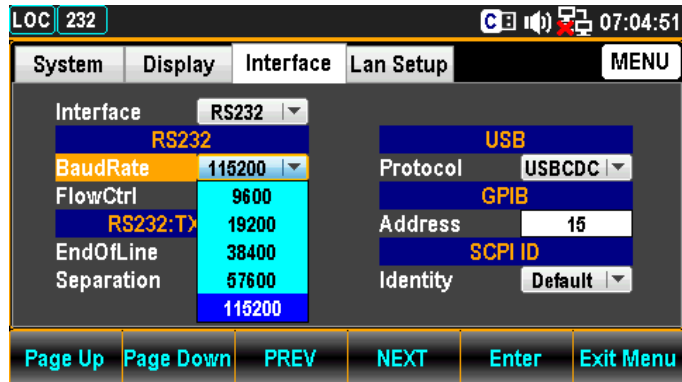 LOC 232 C 07:04:51
System Display Interface Lan Setup MENU
Interface RS232
RS232 USB
BaudRate 115200 Protocol USBCDC
FlowCtrl 9600 GPIB
RS232:TX 19200 Address 15
EndOfLine 38400 SCPI ID
Separation 57600 Identity Default
115200
Page Up Page Down PREV NEXT Enter Exit Menu